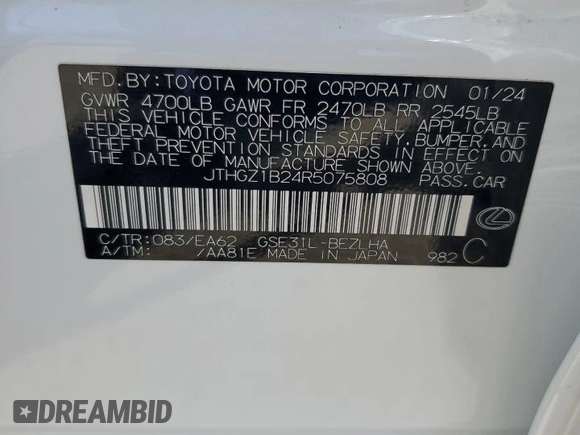 MFD. BY: TOYOTA MOTOR CORPORATION 01/24
GVWR 4700LB GAWR FR 2470LB RR 2545LB
THIS VEHICLE CONFORMS TO ALL APPLICABLE
FEDERAL MOTOR VEHICLE SAFETY, BUMPER, AND
THEFT PREVENTION STANDARDS IN EFFECT ON
THE DATE OF MANUFACTURE SHOWN ABOVE.
JTHGZ1B24R5075808 PASS. CAR
C/TR: 083/EA62 GSE31L-BEZLHA
A/TM: /AA81E MADE IN JAPAN 982 C
DREAMBID